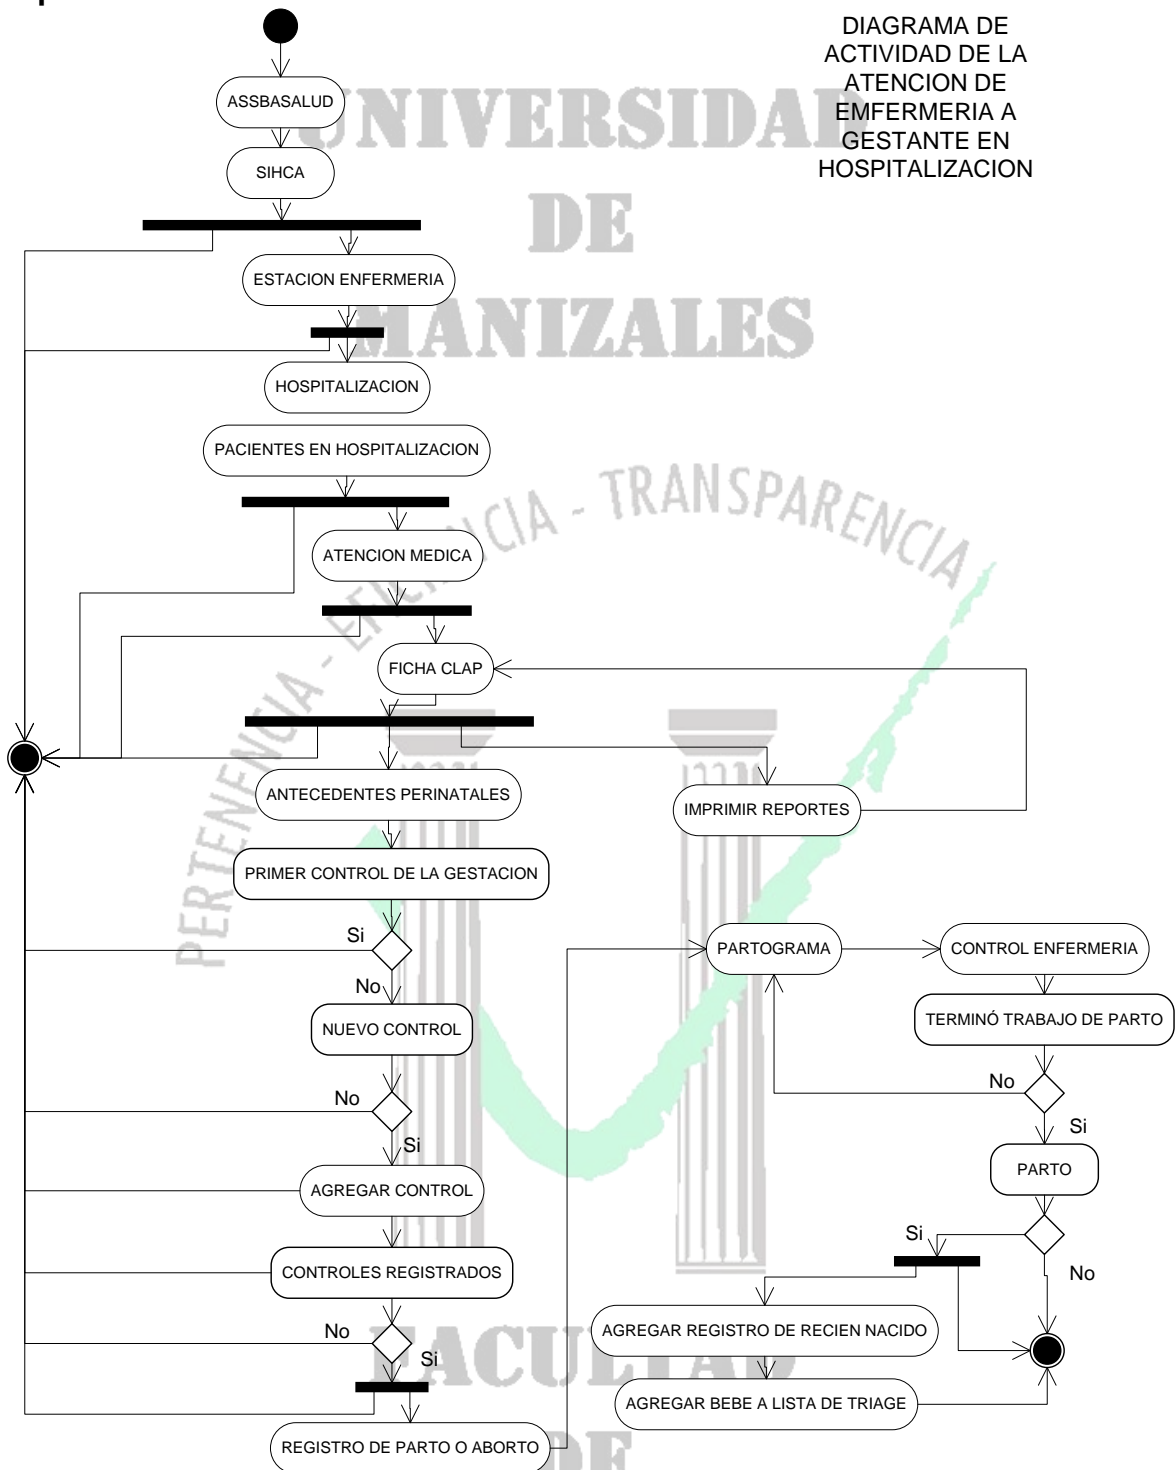 DIAGRAMA DE
ACTIVIDAD DE LA
ATENCION DE
EMFERMERIA A
GESTANTE EN
HOSPITALIZACION
UNIVERSIDAD
DE
MANIZALES
ASSBASALUD
SIHCA
ESTACION ENFERMERIA
HOSPITALIZACION
PACIENTES EN HOSPITALIZACION
PERTENENCIA - EFICIENCIA - TRANSPARENCIA
ATENCION MEDICA
FICHA CLAP
ANTECEDENTES PERINATALES
IMPRIMIR REPORTES
PRIMER CONTROL DE LA GESTACION
Si
No
NUEVO CONTROL
No
Si
AGREGAR CONTROL
CONTROLES REGISTRADOS
No
Si
REGISTRO DE PARTO O ABORTO
PARTOGRAMA
CONTROL ENFERMERIA
TERMINÓ TRABAJO DE PARTO
No
Si
PARTO
Si
No
AGREGAR REGISTRO DE RECIEN NACIDO
AGREGAR BEBE A LISTA DE TRIAGE
FACULTAD
DE